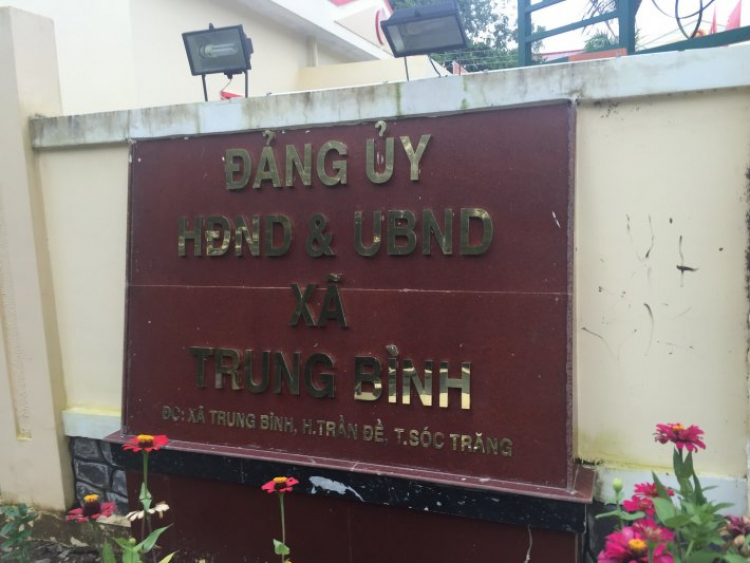 ĐẢNG ỦY
HĐND & UBND
XÃ
TRUNG BÌNH
ĐC: XÃ TRUNG BÌNH, H.TRẦN ĐỀ, T.SÓC TRĂNG